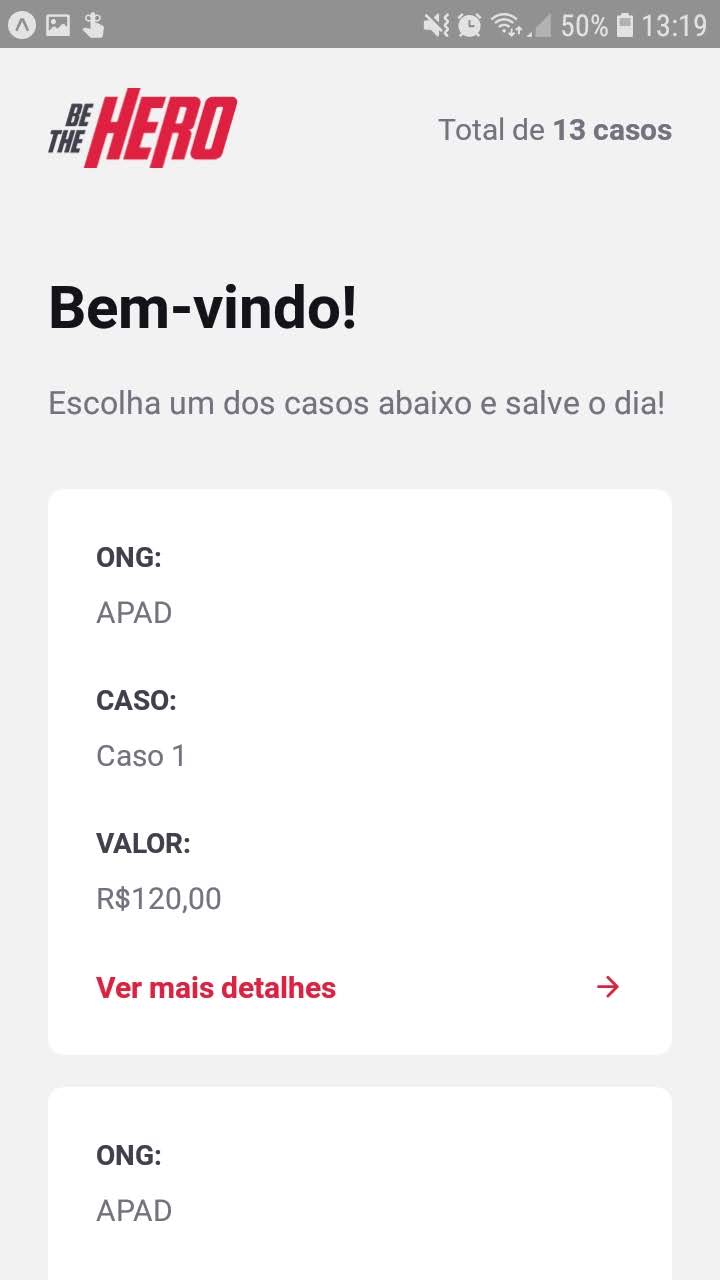 50% 13:19
BE THE HERO
Total de 13 casos
Bem-vindo!
Escolha um dos casos abaixo e salve o dia!
ONG:
APAD
CASO:
Caso 1
VALOR:
R$120,00
Ver mais detalhes
ONG:
APAD